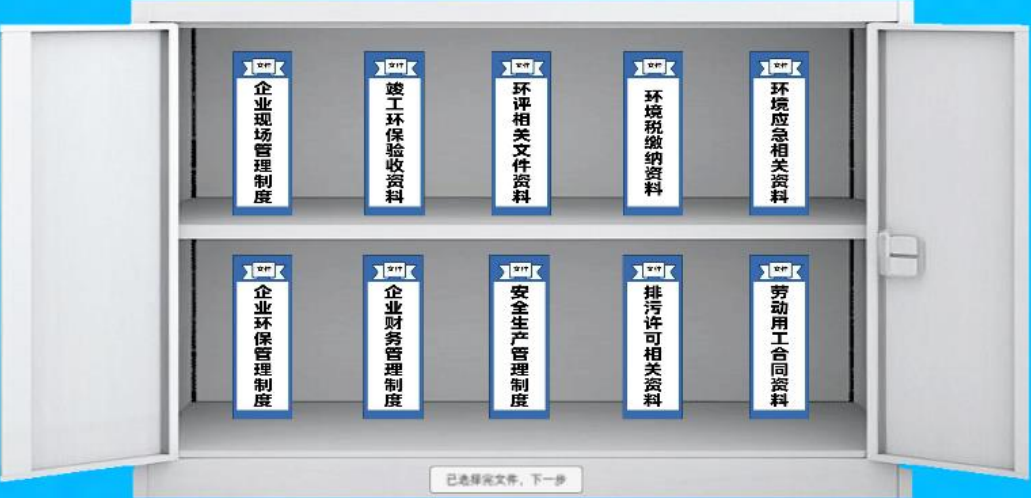 文件
企业现场管理制度
文件
竣工环保验收资料
文件
环评相关文件资料
文件
环境税缴纳资料
文件
环境应急相关资料
文件
企业环保管理制度
文件
企业财务管理制度
文件
安全生产管理制度
文件
排污许可相关资料
文件
劳动用工合同资料
已选择完文件，下一步